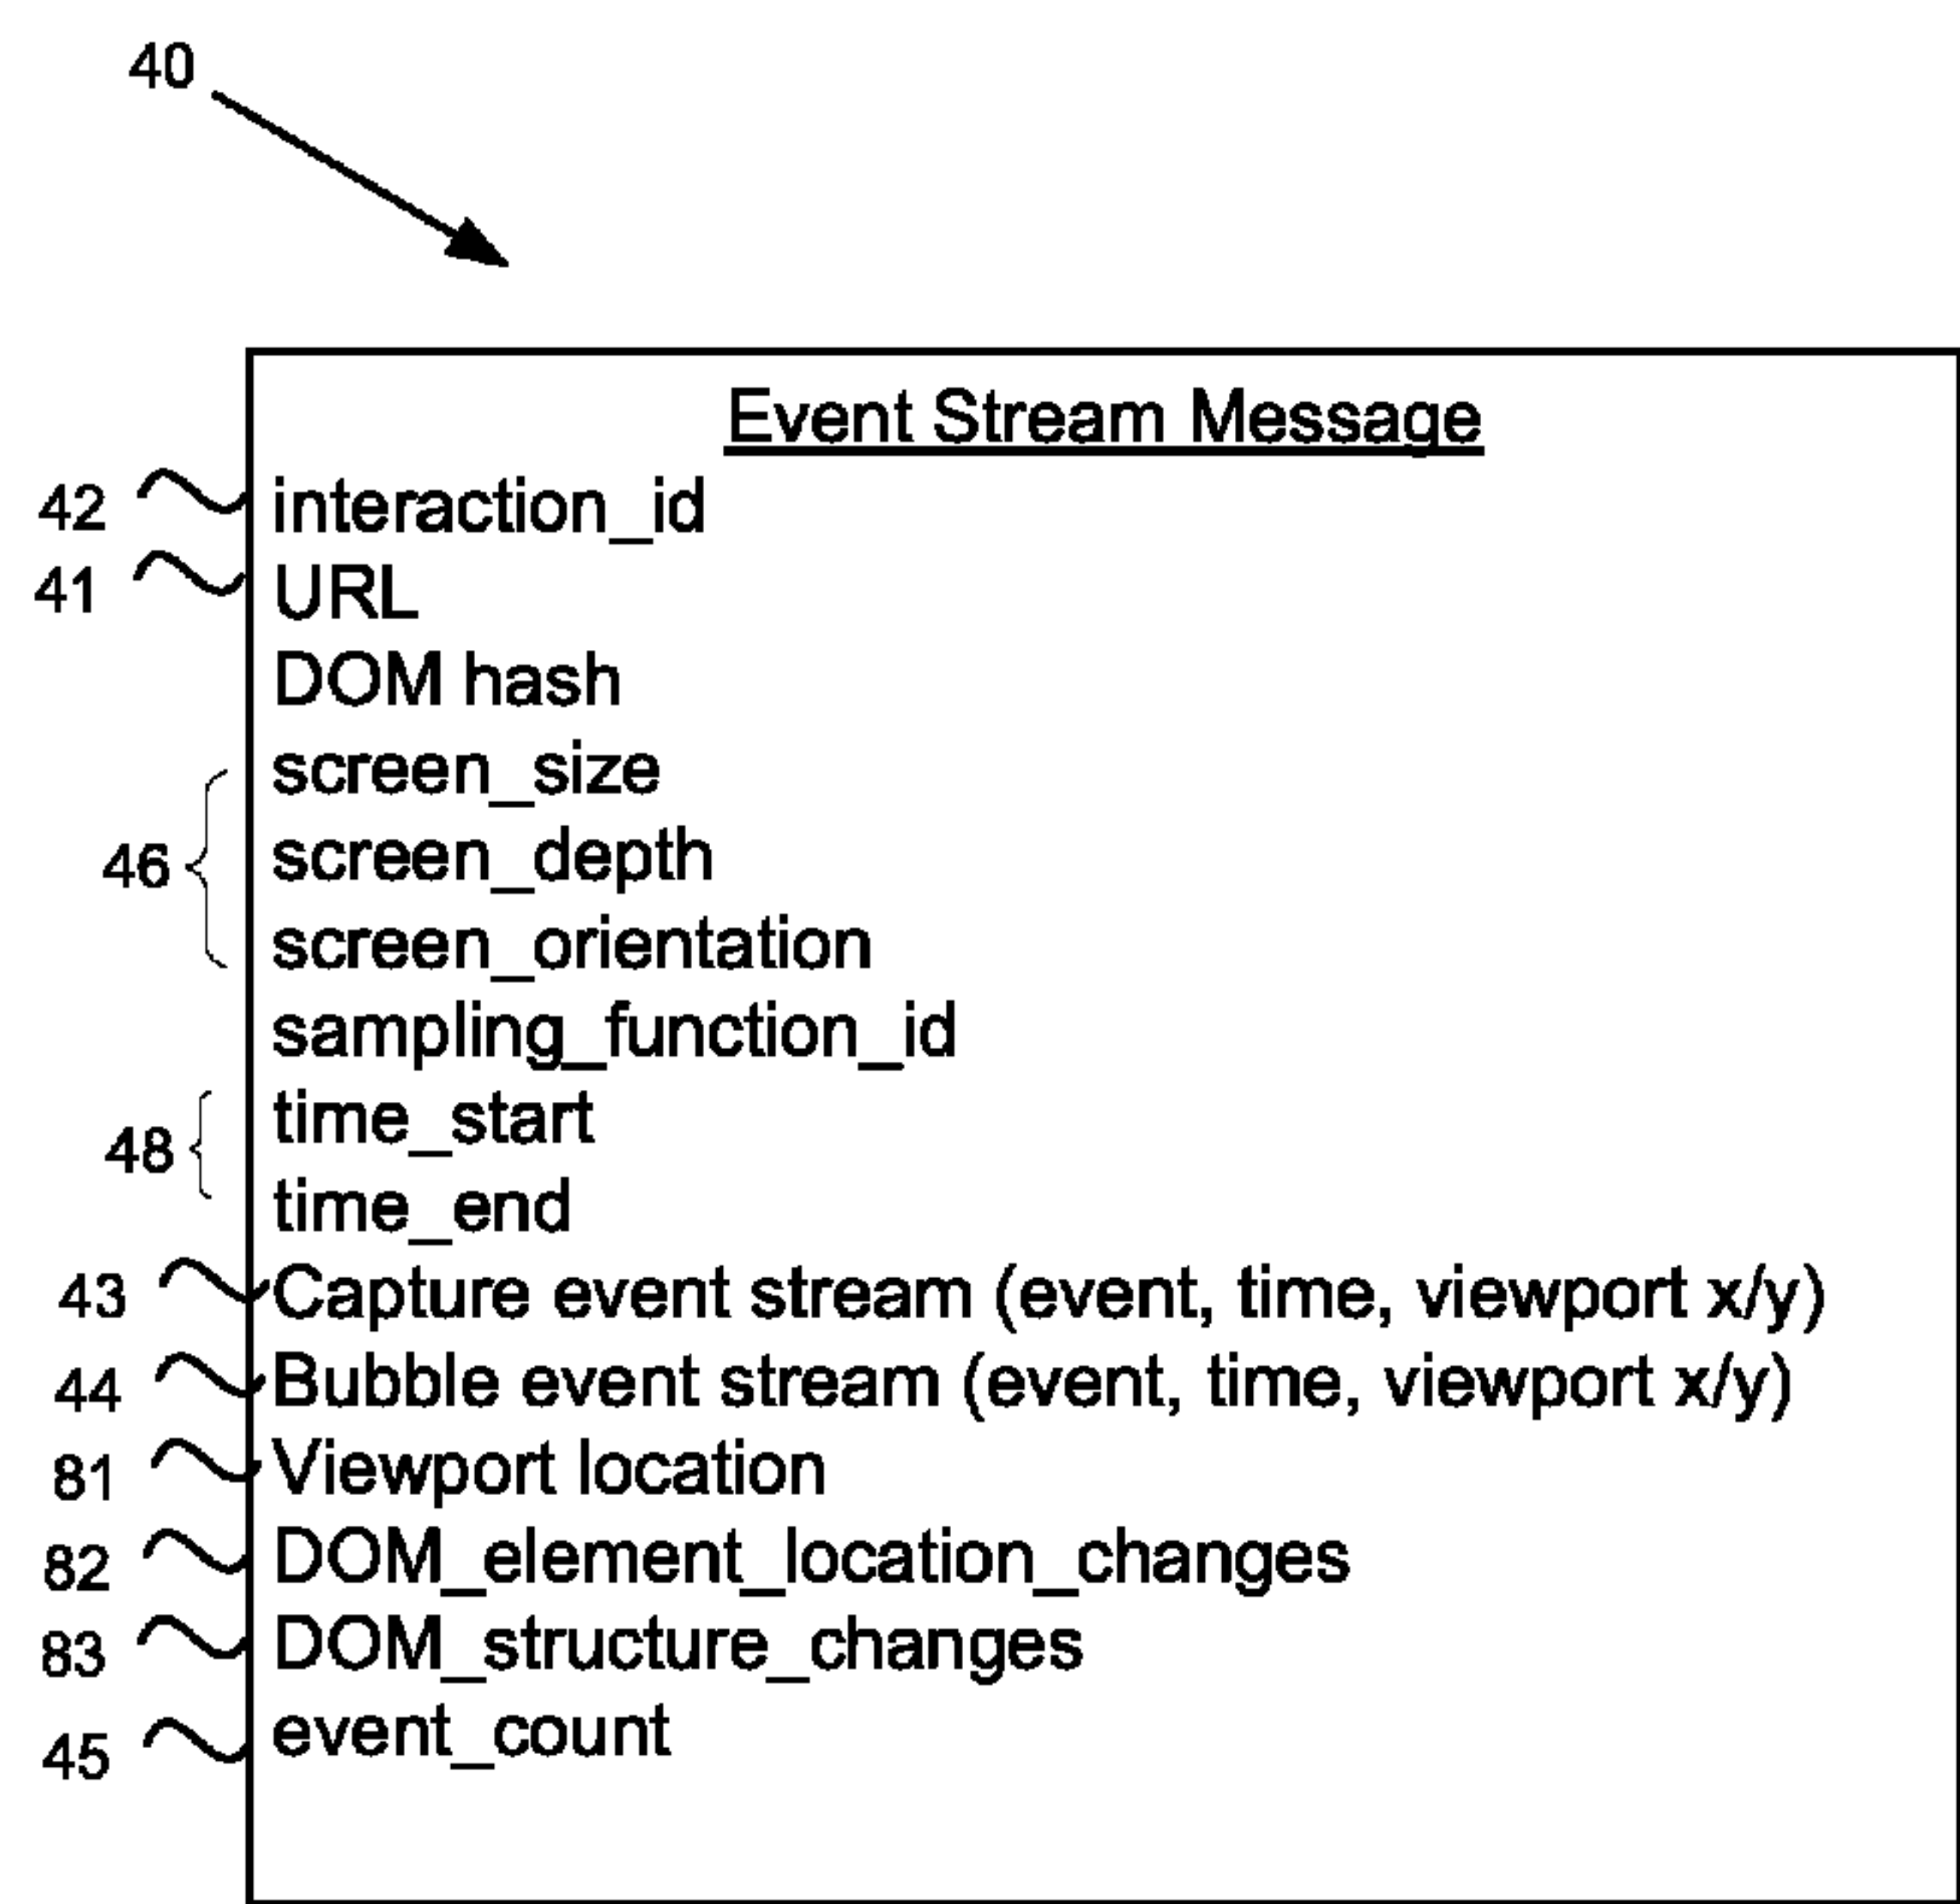 40
Event Stream Message
42 interaction_id
41 URL
DOM hash
screen_size
46 screen_depth
screen_orientation
sampling_function_id
48 time_start
time_end
43 Capture event stream (event, time, viewport x/y)
44 Bubble event stream (event, time, viewport x/y)
81 Viewport location
82 DOM_element_location_changes
83 DOM_structure_changes
45 event_count